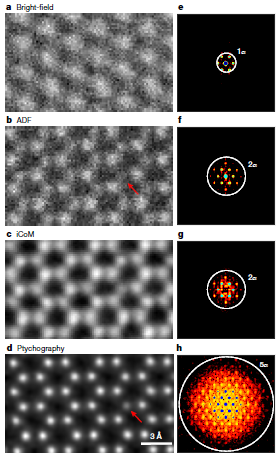 a Bright-field
e
1α
b ADF
f
2α
c iCoM
g
2α
d Ptychography
h
5α
3 Å